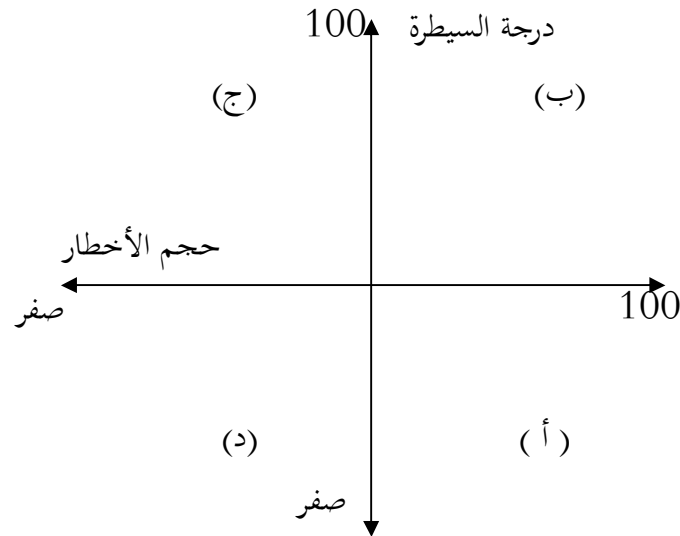 درجة السيطرة 100
(ب) (ج)
حجم الأخطار
100 صفر
( أ ) (د)
صفر